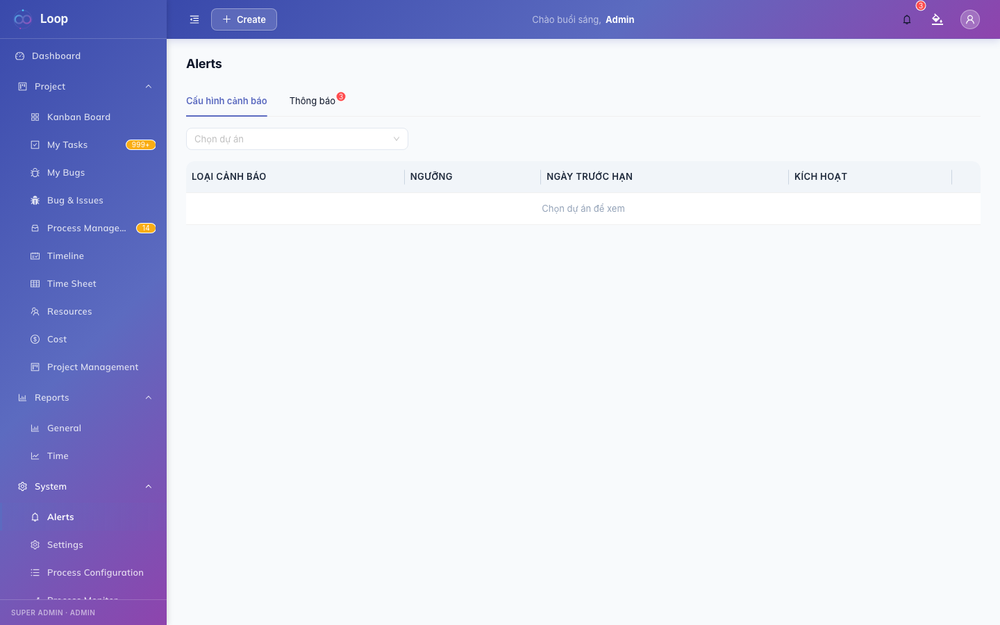 Loop
Create
Chào buổi sáng, Admin
3
Dashboard
Project
Kanban Board
My Tasks 999+
My Bugs
Bug & Issues
Process Manage... 14
Timeline
Time Sheet
Resources
Cost
Project Management
Reports
General
Time
System
Alerts
Settings
Process Configuration
Process Monitor
SUPER ADMIN · ADMIN
Alerts
Cấu hình cảnh báo
Thông báo 3
Chọn dự án
LOẠI CẢNH BÁO NGƯỠNG NGÀY TRƯỚC HẠN KÍCH HOẠT
Chọn dự án để xem